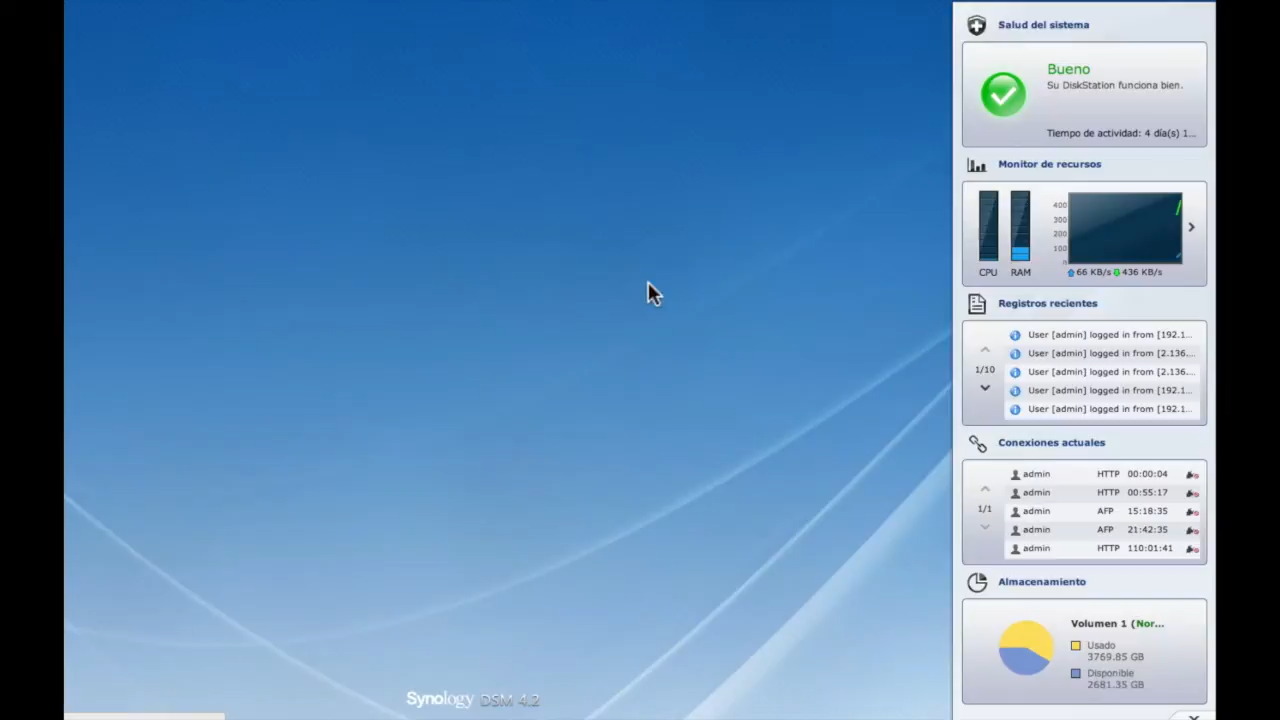 Salud del sistema
Bueno
Su DiskStation funciona bien.
Tiempo de actividad: 4 día(s) 1...
Monitor de recursos
400
300
200
100
0
CPU RAM 66 KB/s 436 KB/s
Registros recientes
User [admin] logged in from [192.1...
User [admin] logged in from [2.136....
1/10
User [admin] logged in from [2.136....
User [admin] logged in from [192.1...
User [admin] logged in from [192.1...
Conexiones actuales
admin HTTP 00:00:04
admin HTTP 00:55:17
1/1
admin AFP 15:18:35
admin AFP 21:42:35
admin HTTP 110:01:41
Almacenamiento
Volumen 1 (Nor...
Usado
3769.85 GB
Disponible
2681.35 GB
Synology DSM 4.2